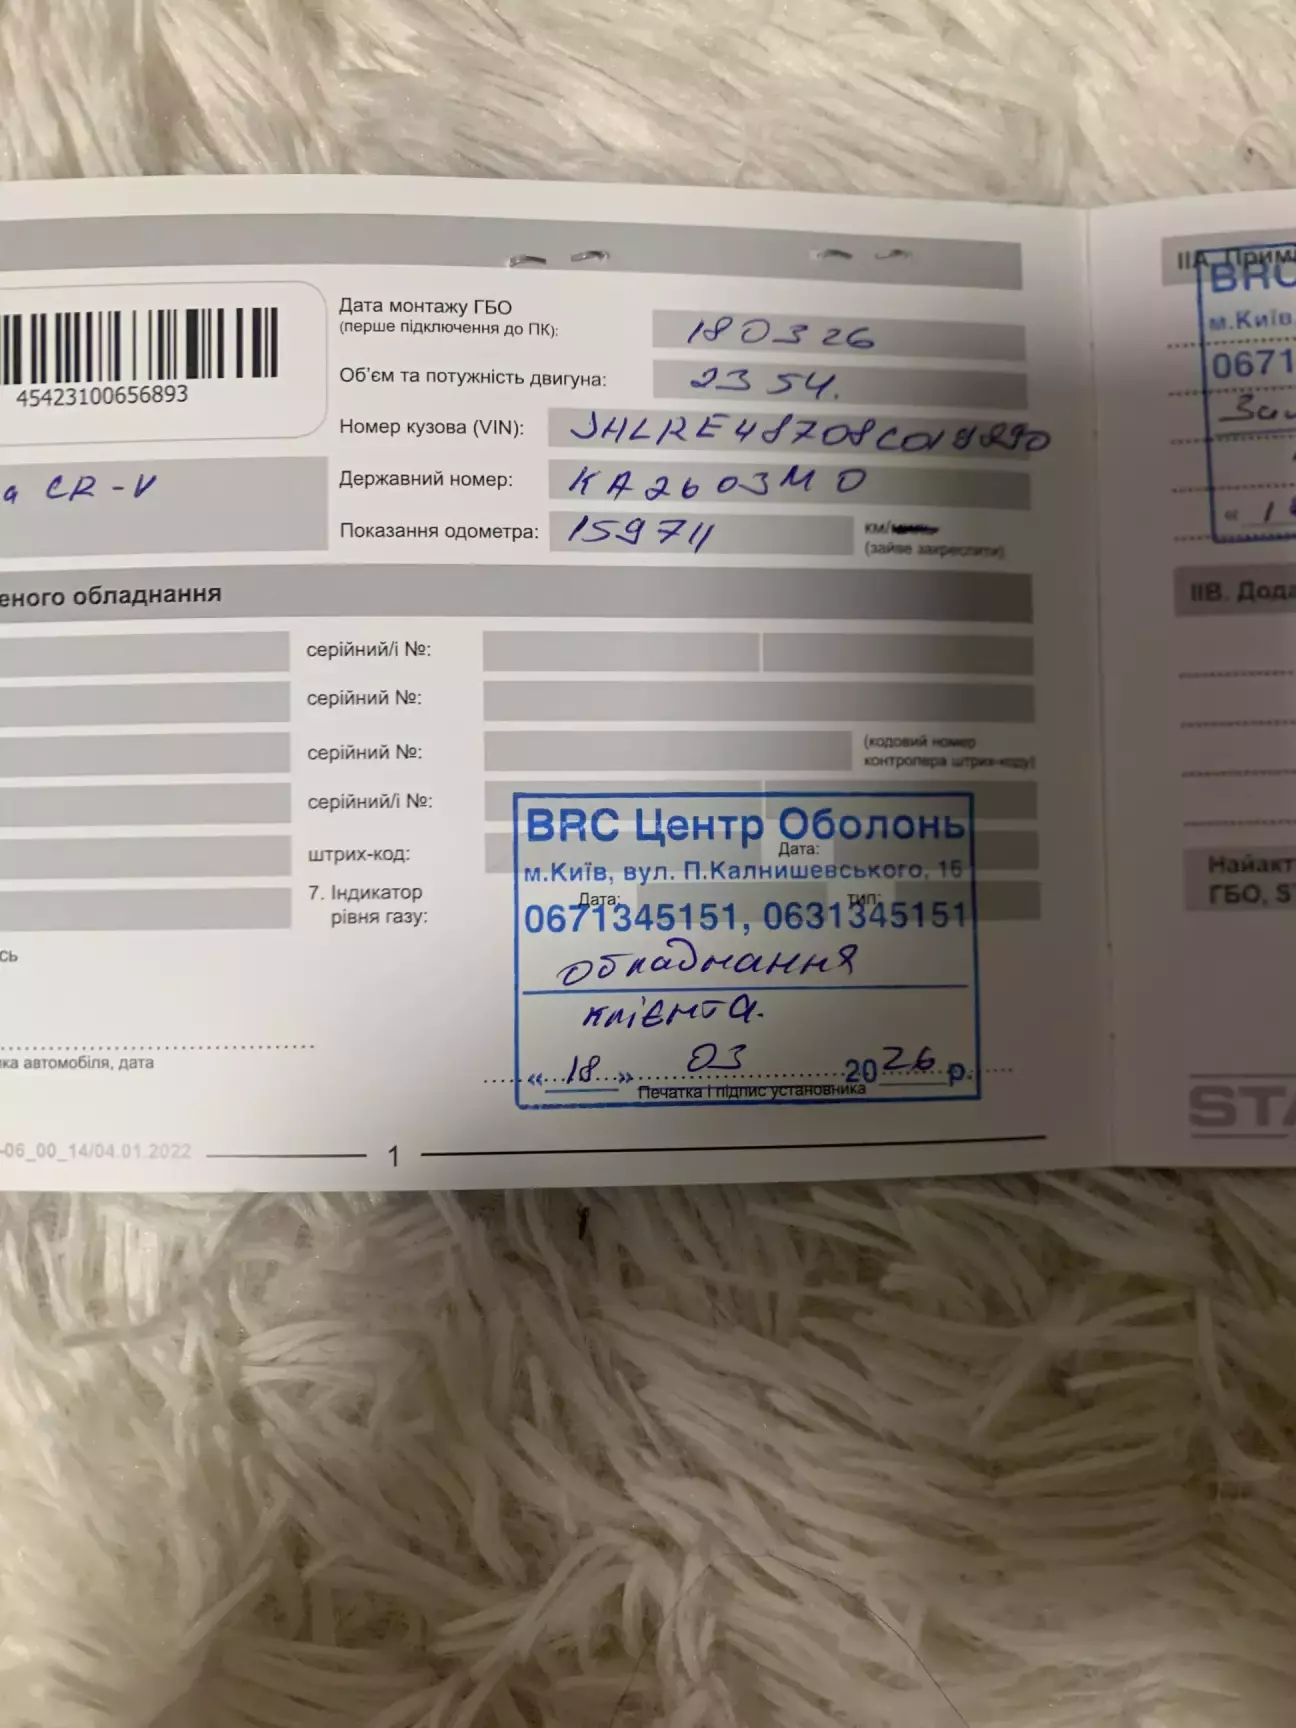 Дата монтажу ГБО
(перше підключення до ПК):
180326
45423100656893
Об'єм та потужність двигуна:
2354.
Номер кузова (VIN):
Державний номер:
KA2603MO
а CR-V
Показання одометра:
159711
км/
(зайве закреслити)
еного обладнання
серійний/і №:
серійний №:
серійний №:
(кодовий номер
контролера штрих-коду)
серійний/і №:
штрих-код:
Дата:
7. Індикатор
рівня газу:
Дата:
тип:
BRC Центр Оболонь
м.Київ, вул. П.Калнишевського, 16
0671345151, 0631345151
обладнання
клієнта.
«18» 03 2026 р.
Печатка і підпис установника
сь
ка автомобіля, дата
-06_00_14/04.01.2022
1
ІІА. Прим
BRC
м.Київ,
0671
« 1
ІІВ. Дода
Найакт
ГБО, ST
STA